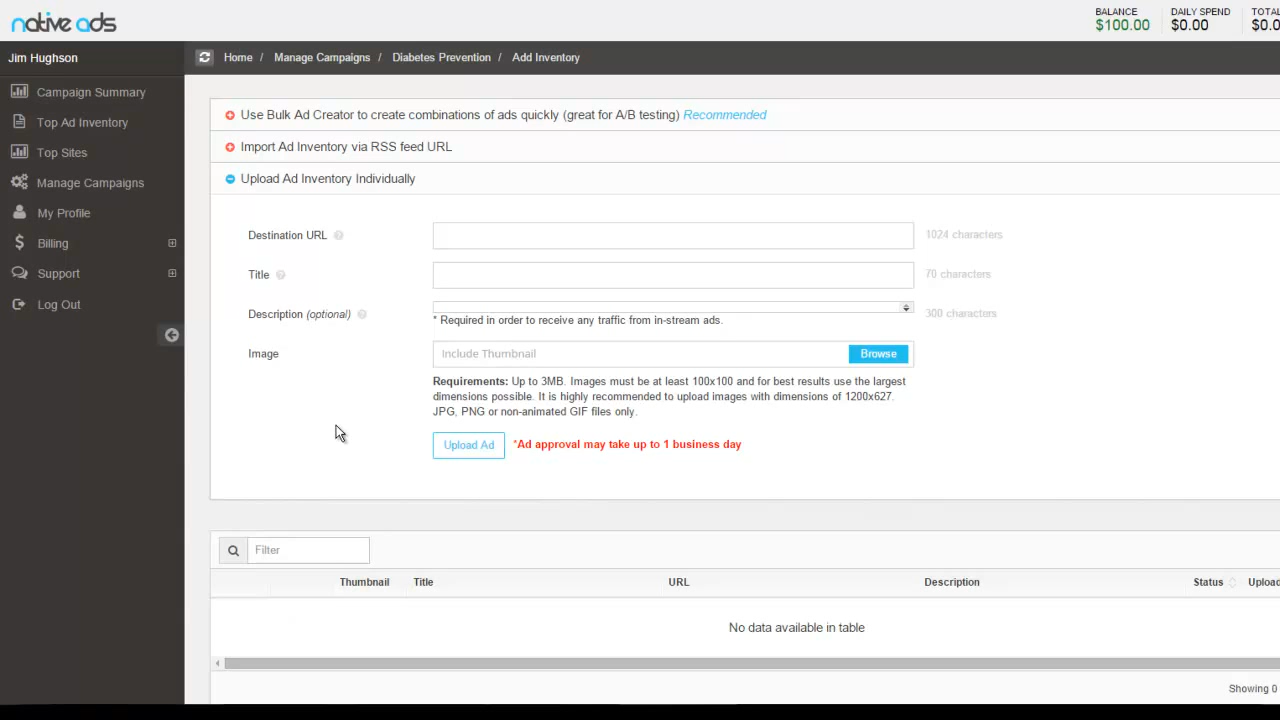 native ads
BALANCE
$100.00
DAILY SPEND
$0.00
TOTAL
$0.0
Jim Hughson
Home / Manage Campaigns / Diabetes Prevention / Add Inventory
Campaign Summary
Top Ad Inventory
Top Sites
Manage Campaigns
My Profile
Billing
Support
Log Out
Use Bulk Ad Creator to create combinations of ads quickly (great for A/B testing) Recommended
Import Ad Inventory via RSS feed URL
Upload Ad Inventory Individually
Destination URL
1024 characters
Title
70 characters
Description (optional)
300 characters
* Required in order to receive any traffic from in-stream ads.
Image
Include Thumbnail
Browse
Requirements: Up to 3MB. Images must be at least 100x100 and for best results use the largest
dimensions possible. It is highly recommended to upload images with dimensions of 1200x627.
JPG, PNG or non-animated GIF files only.
Upload Ad
*Ad approval may take up to 1 business day
Filter
Thumbnail Title URL Description Status Upload
No data available in table
Showing 0